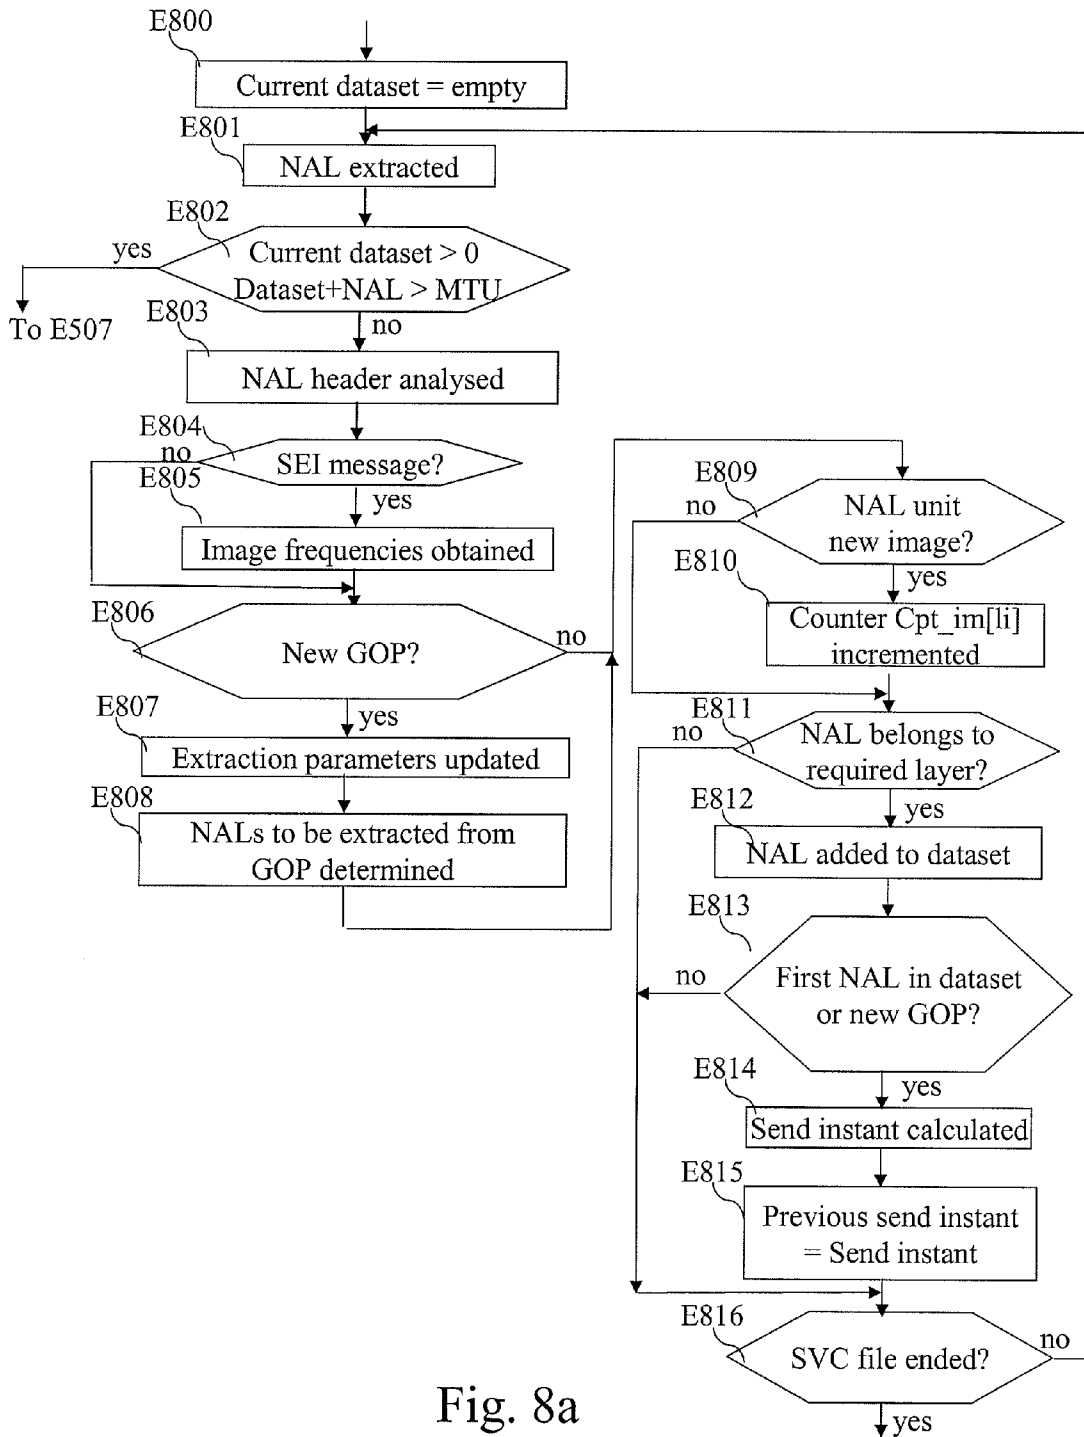 E800
Current dataset = empty
E801
NAL extracted
E802
yes
Current dataset > 0
Dataset+NAL > MTU
To E507
no
E803
NAL header analysed
E804
no
SEI message?
E805
yes
Image frequencies obtained
E806
New GOP?
no
yes
E807
Extraction parameters updated
E808
NALs to be extracted from
GOP determined
E809
no
NAL unit
new image?
E810
yes
Counter Cpt_im[li]
incremented
E811
no
NAL belongs to
required layer?
E812
yes
NAL added to dataset
E813
no
First NAL in dataset
or new GOP?
E814
yes
Send instant calculated
E815
Previous send instant
= Send instant
E816
SVC file ended?
no
yes
Fig. 8a